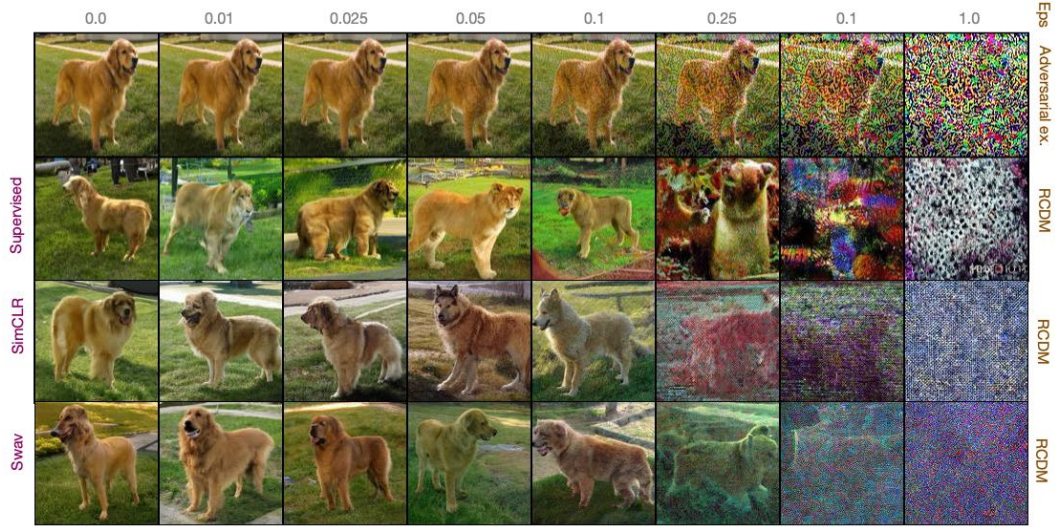 0.0 0.01 0.025 0.05 0.1 0.25 0.1 1.0 Eps
Adversarial ex.
Supervised RCDM
SimCLR RCDM
Swav RCDM